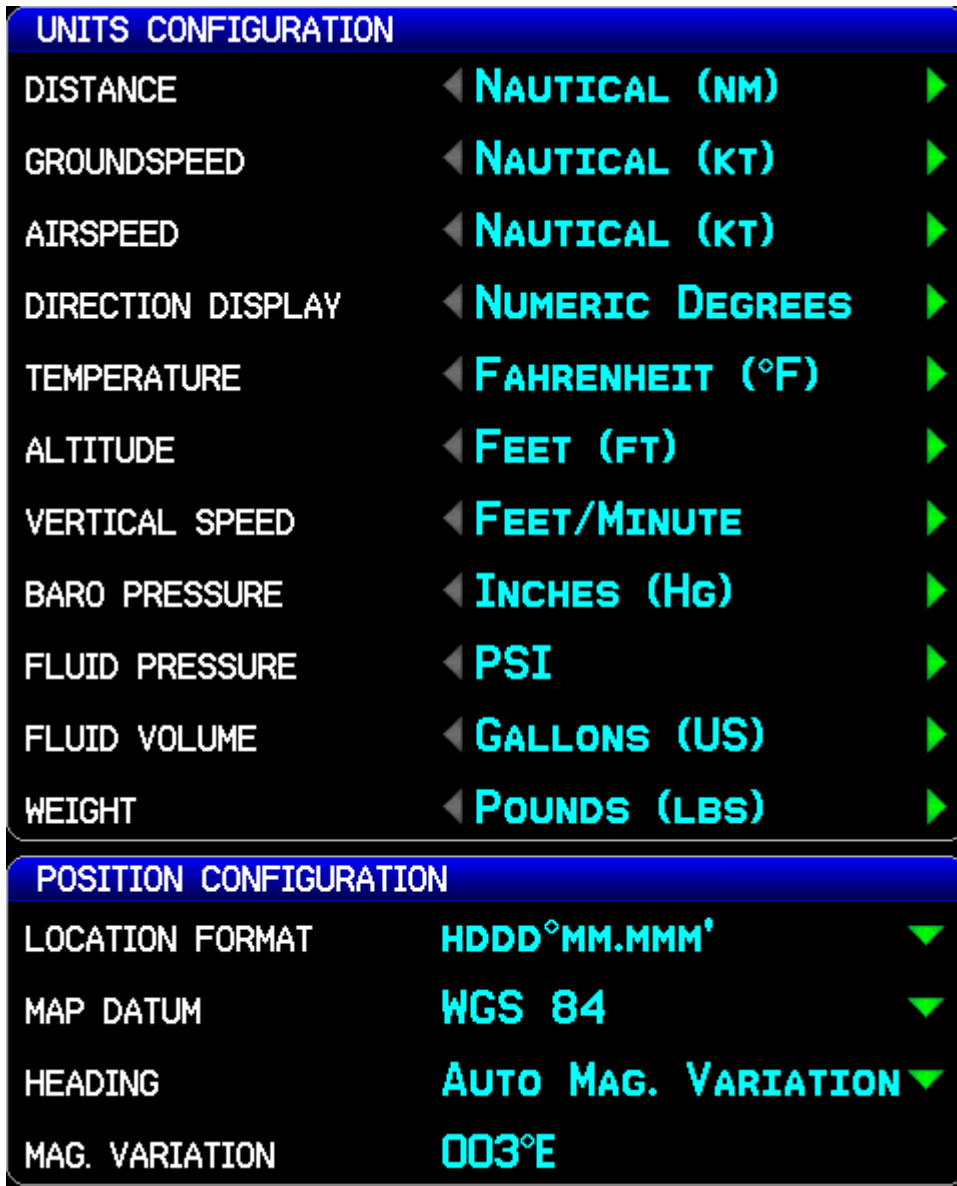 UNITS CONFIGURATION
DISTANCE NAUTICAL (NM)
GROUNDSPEED NAUTICAL (KT)
AIRSPEED NAUTICAL (KT)
DIRECTION DISPLAY NUMERIC DEGREES
TEMPERATURE FAHRENHEIT (°F)
ALTITUDE FEET (FT)
VERTICAL SPEED FEET/MINUTE
BARO PRESSURE INCHES (HG)
FLUID PRESSURE PSI
FLUID VOLUME GALLONS (US)
WEIGHT POUNDS (LBS)
POSITION CONFIGURATION
LOCATION FORMAT HDDD°MM.MMM'
MAP DATUM WGS 84
HEADING AUTO MAG. VARIATION
MAG. VARIATION 003°E